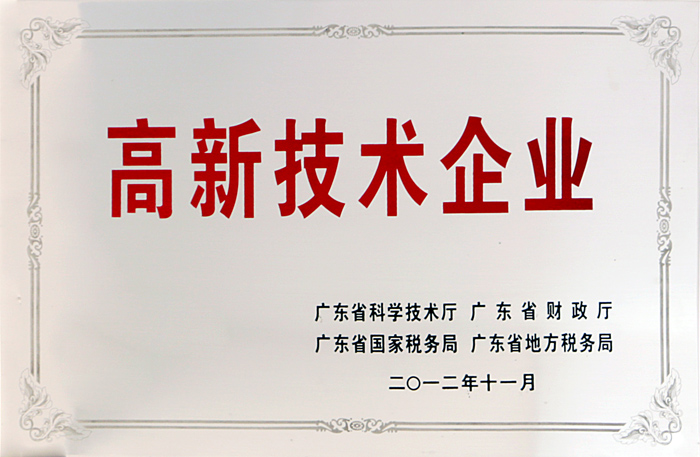 高新技术企业
广东省科学技术厅 广东省财政厅
广东省国家税务局 广东省地方税务局
二〇一二年十一月